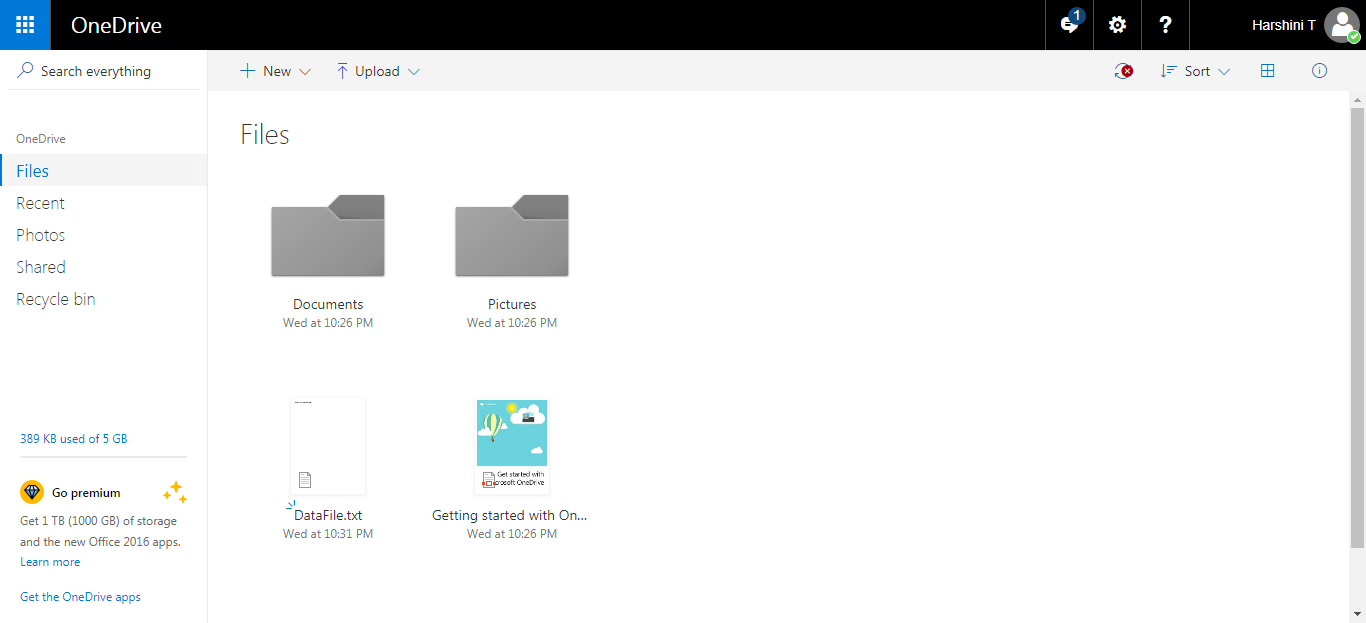 OneDrive
1
?
Harshini T
Search everything
New
Upload
Sort
OneDrive
Files
Recent
Photos
Shared
Recycle bin
389 KB used of 5 GB
Go premium
Get 1 TB (1000 GB) of storage
and the new Office 2016 apps.
Learn more
Get the OneDrive apps
Files
Documents
Wed at 10:26 PM
Pictures
Wed at 10:26 PM
DataFile.txt
Wed at 10:31 PM
Get started with
crosoft OneDrive
Getting started with On...
Wed at 10:26 PM